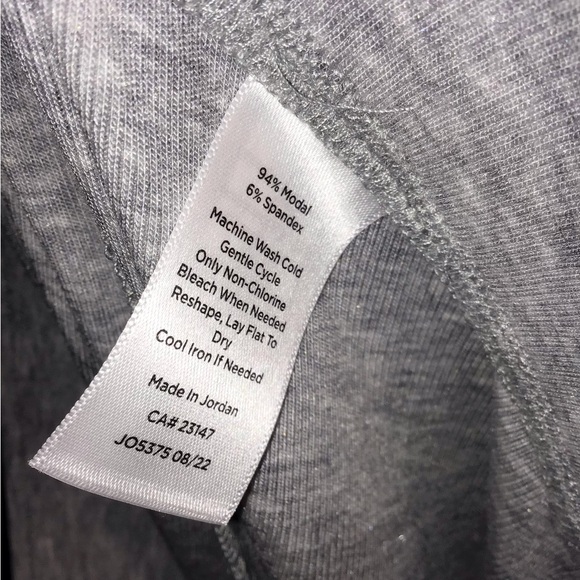 94% Modal
6% Spandex
Machine Wash Cold
Gentle Cycle
Only Non-Chlorine
Bleach When Needed
Reshape, Lay Flat To
Dry
Cool Iron If Needed
Made In Jordan
CA# 23147
JO5375 08/22